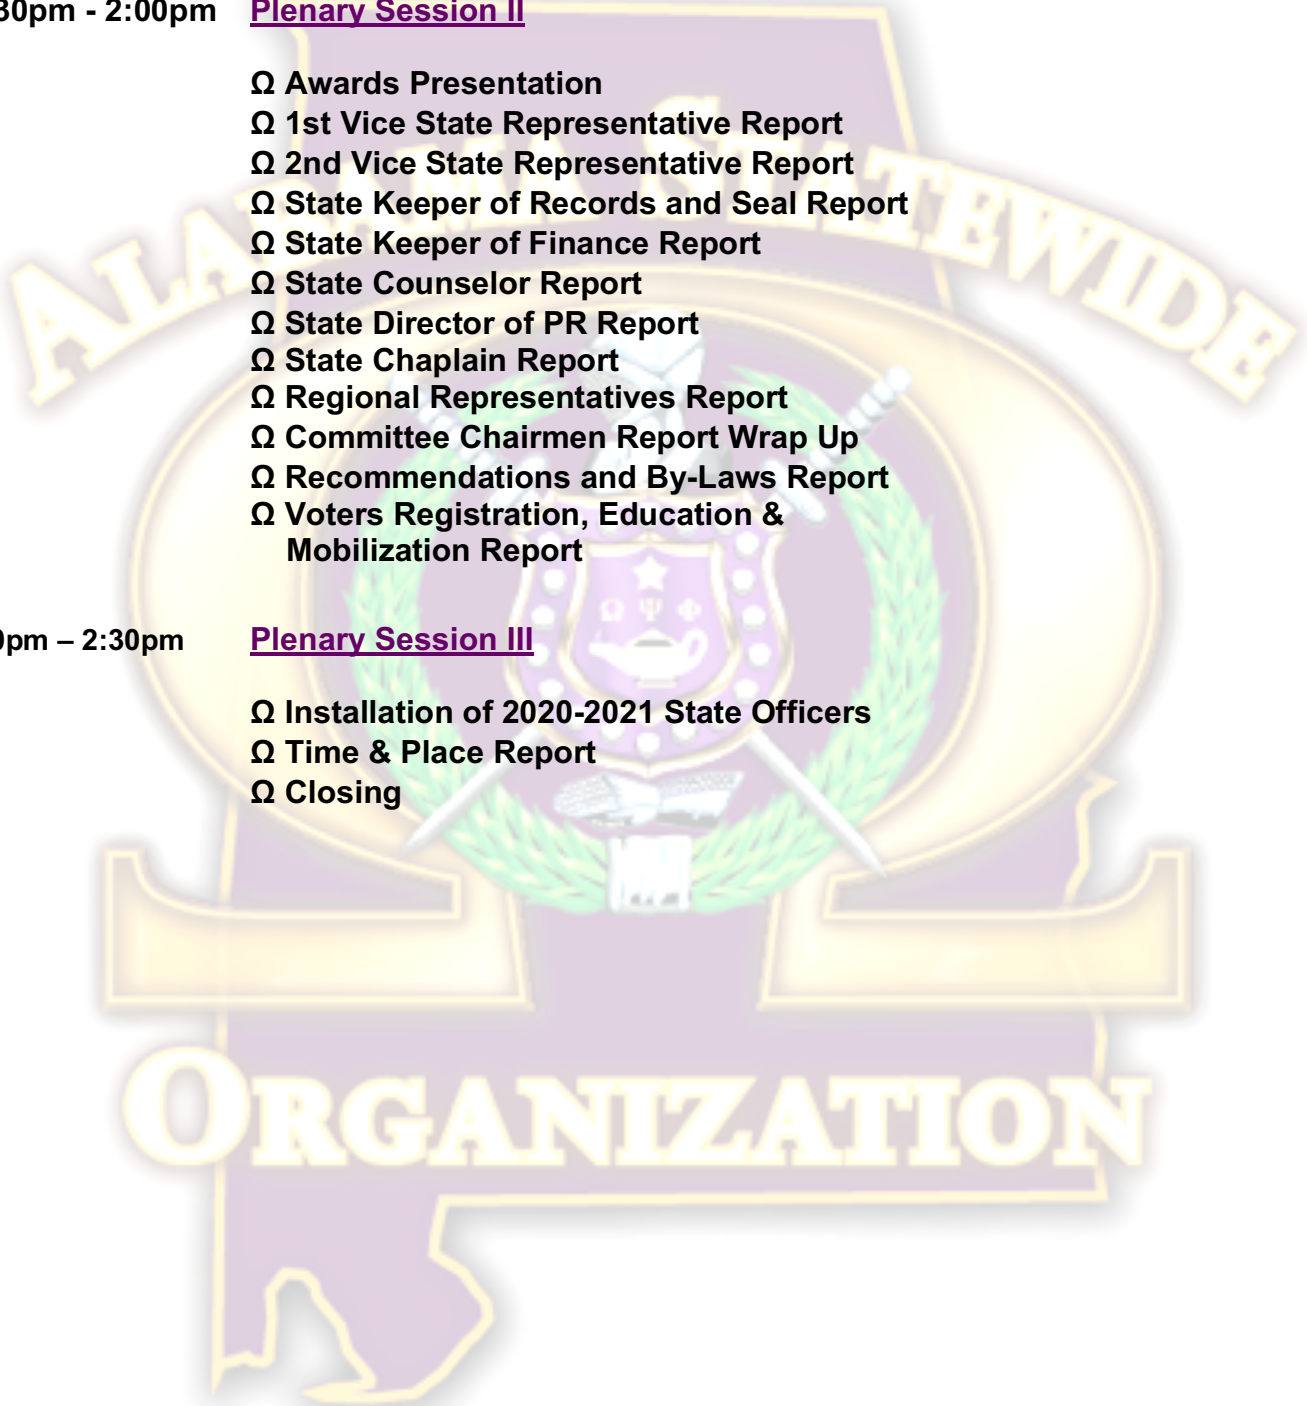 30pm - 2:00pm Plenary Session II
Ω Awards Presentation
Ω 1st Vice State Representative Report
Ω 2nd Vice State Representative Report
Ω State Keeper of Records and Seal Report
Ω State Keeper of Finance Report
Ω State Counselor Report
Ω State Director of PR Report
Ω State Chaplain Report
Ω Regional Representatives Report
Ω Committee Chairmen Report Wrap Up
Ω Recommendations and By-Laws Report
Ω Voters Registration, Education &
Mobilization Report
0pm – 2:30pm Plenary Session III
Ω Installation of 2020-2021 State Officers
Ω Time & Place Report
Ω Closing
ALABAMA STATEWIDE
Ω Ψ Φ
ORGANIZATION